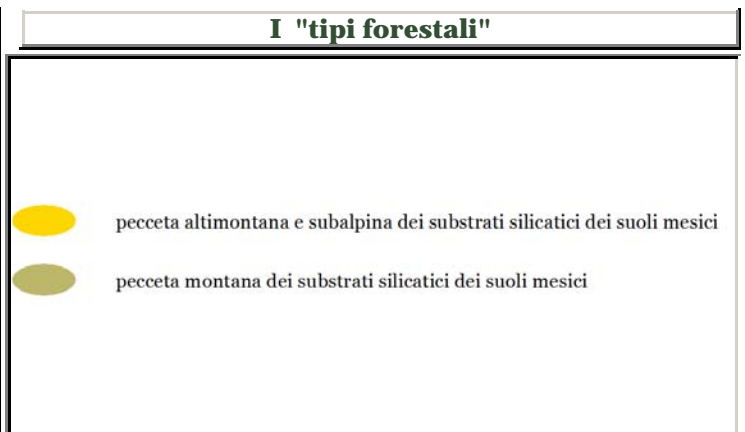 I "tipi forestali"
pecceta altimontana e subalpina dei substrati silicatici dei suoli mesici
pecceta montana dei substrati silicatici dei suoli mesici